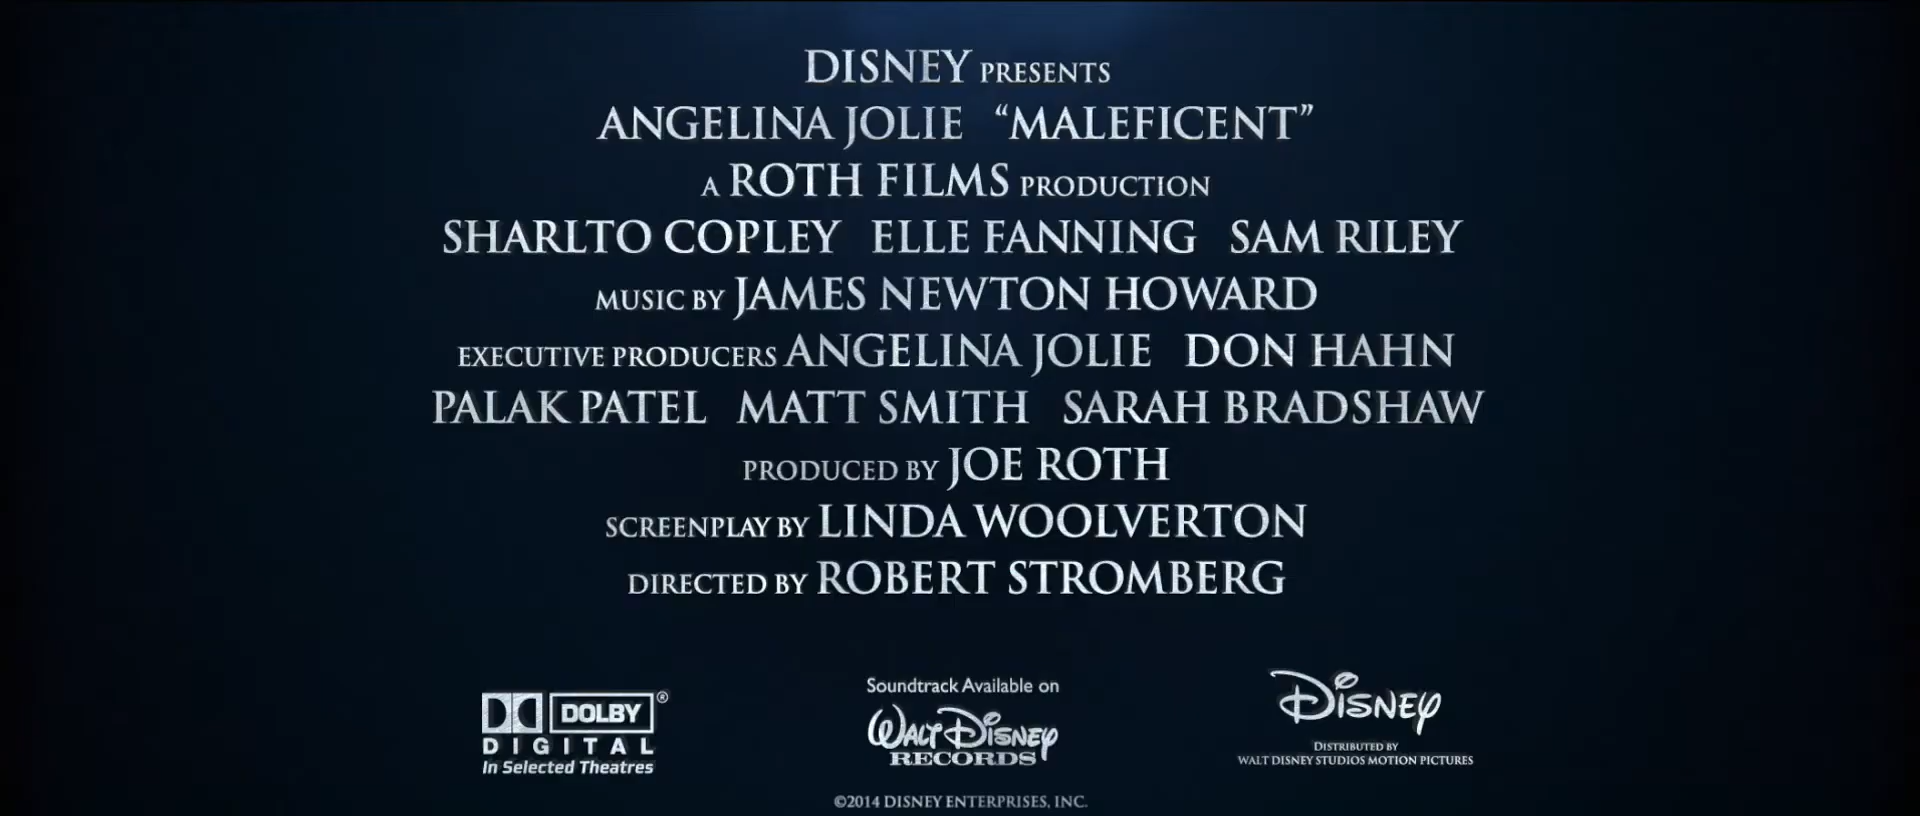 DISNEY PRESENTS
ANGELINA JOLIE “MALEFICENT”
A ROTH FILMS PRODUCTION
SHARLTO COPLEY ELLE FANNING SAM RILEY
MUSIC BY JAMES NEWTON HOWARD
EXECUTIVE PRODUCERS ANGELINA JOLIE DON HAHN
PALAK PATEL MATT SMITH SARAH BRADSHAW
PRODUCED BY JOE ROTH
SCREENPLAY BY LINDA WOOLVERTON
DIRECTED BY ROBERT STROMBERG
DOLBY®
DIGITAL
In Selected Theatres
Soundtrack Available on
WALT DISNEY
RECORDS
DISNEY
DISTRIBUTED BY
WALT DISNEY STUDIOS MOTION PICTURES
©2014 DISNEY ENTERPRISES, INC.